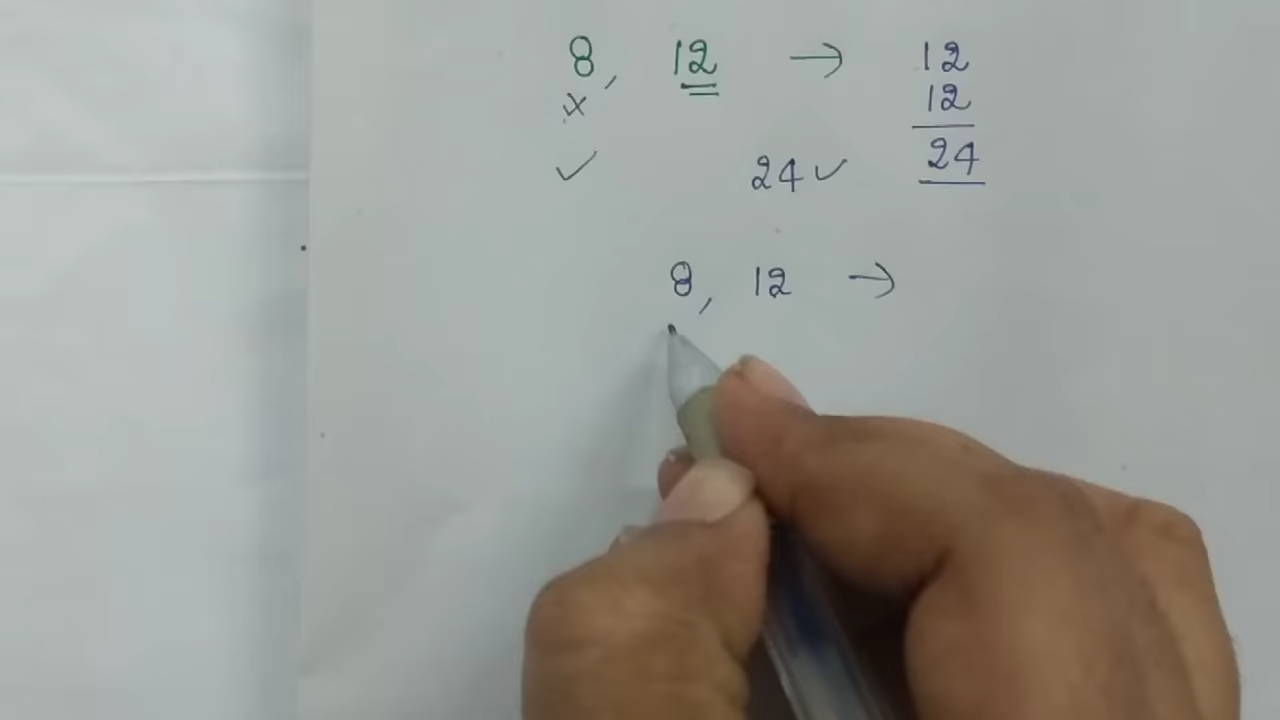 8, 12 → 12
× 12
✓ 24 ✓ 24
8, 12 →